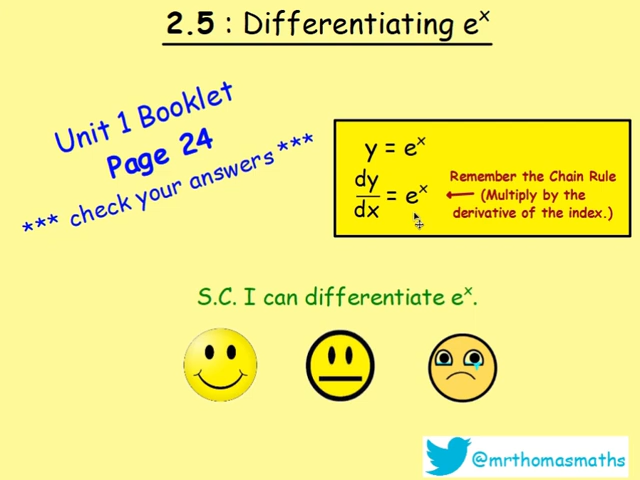 2.5 : Differentiating eˣ
Unit 1 Booklet
Page 24
*** check your answers ***
y = eˣ
dy
dx
= eˣ
Remember the Chain Rule
(Multiply by the
derivative of the index.)
S.C. I can differentiate eˣ.
@mrthomasmaths